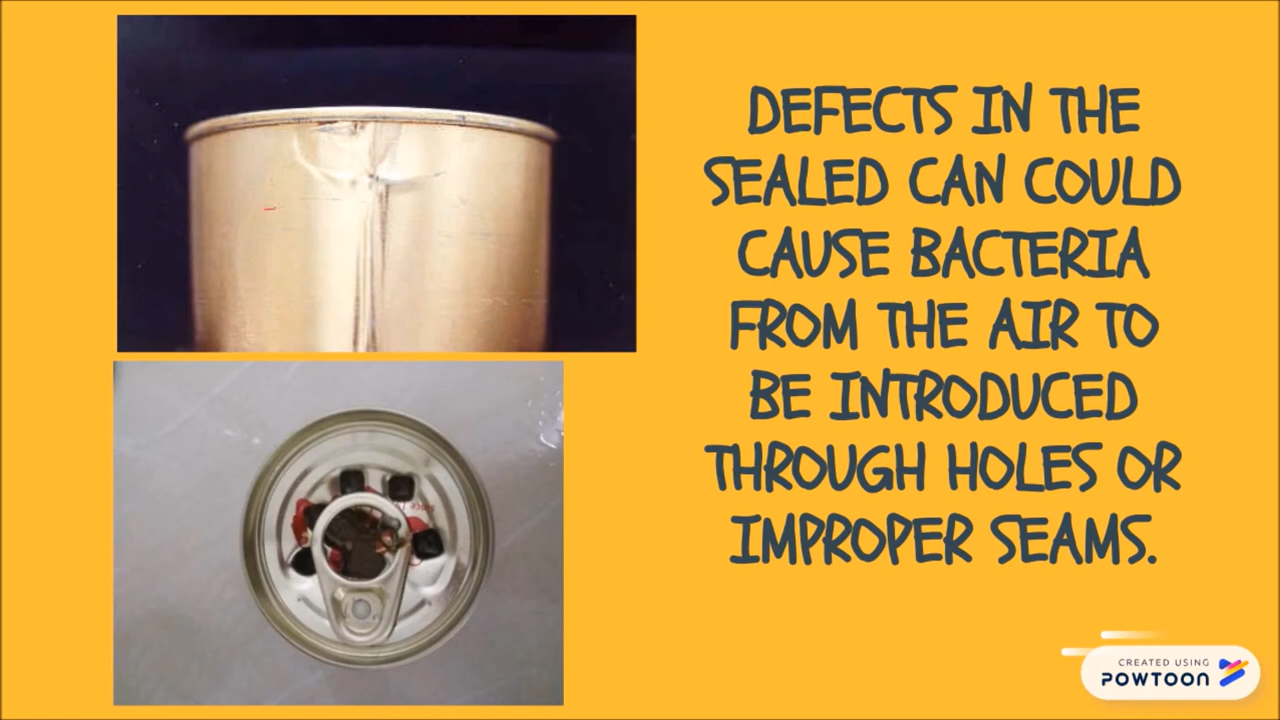 DEFECTS IN THE
SEALED CAN COULD
CAUSE BACTERIA
FROM THE AIR TO
BE INTRODUCED
THROUGH HOLES OR
IMPROPER SEAMS.
CREATED USING
POWTOON